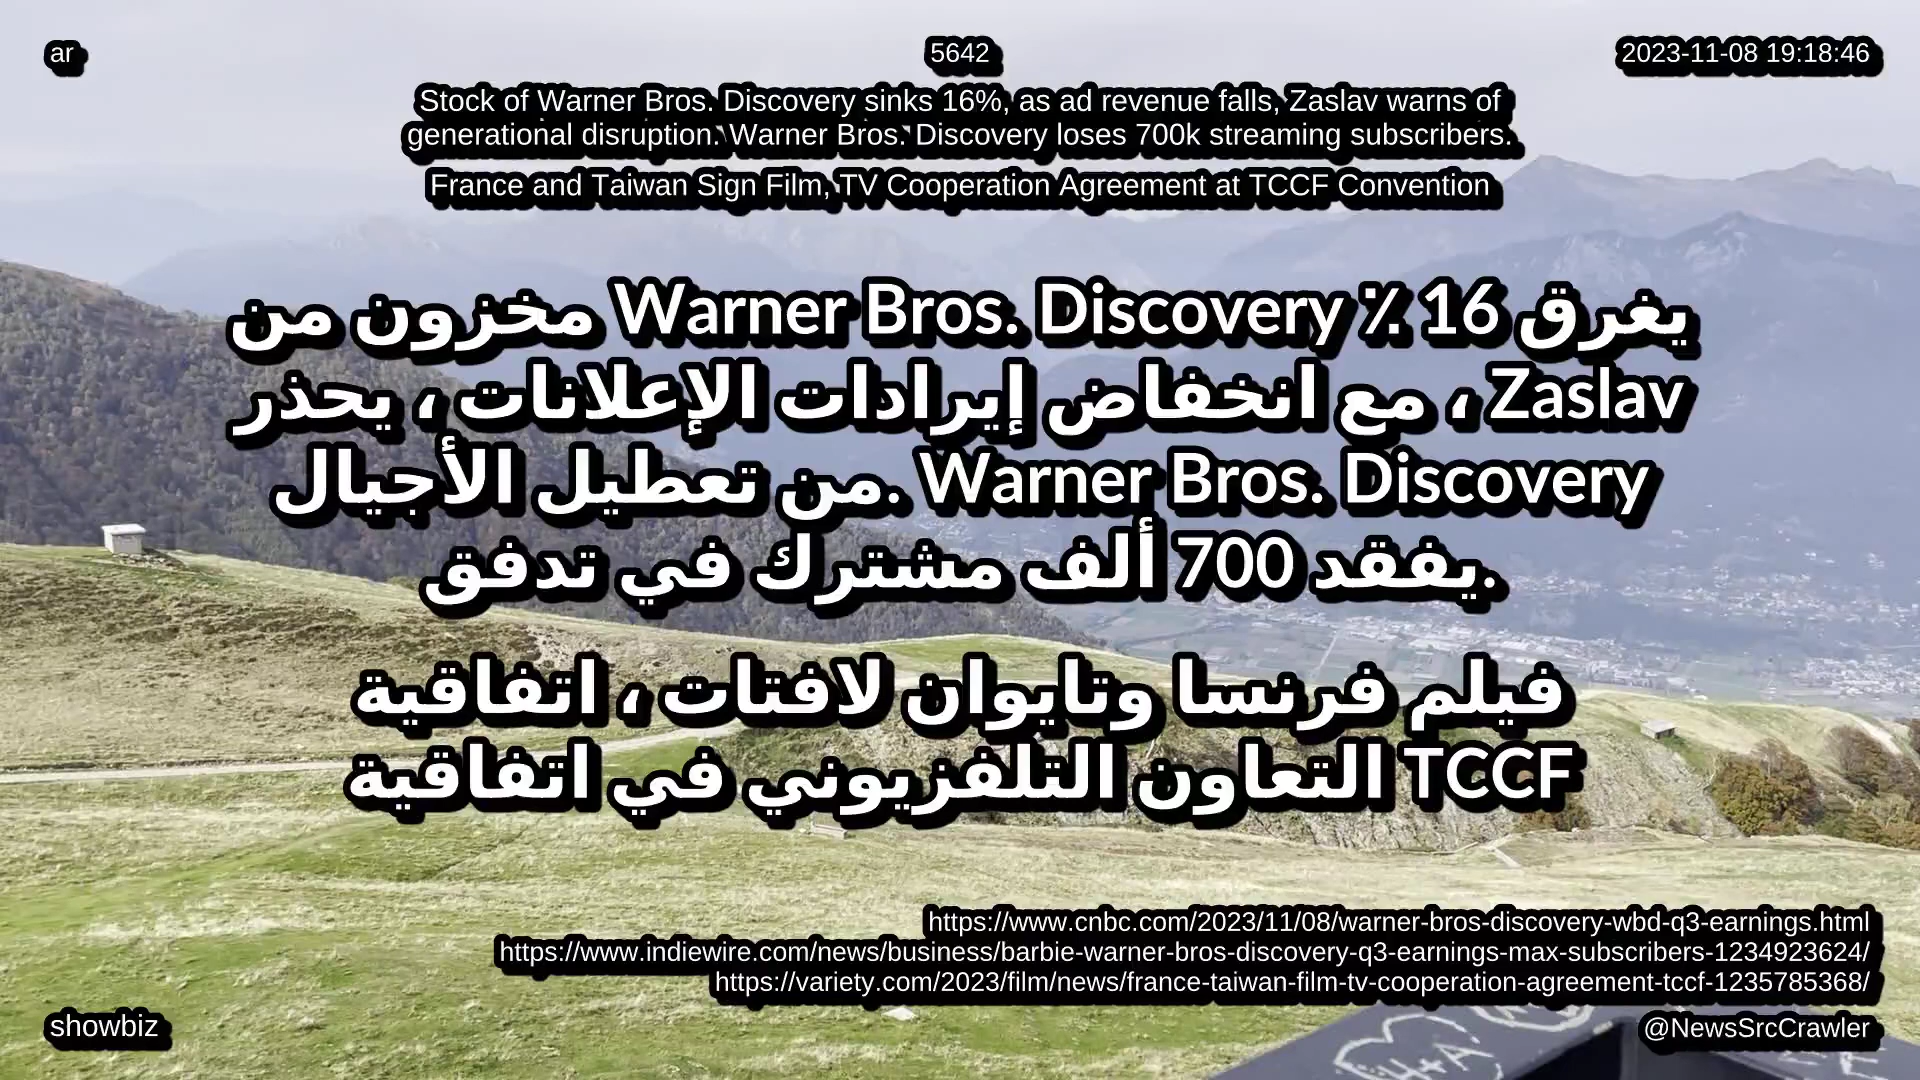 ar
5642
2023-11-08 19:18:46
Stock of Warner Bros. Discovery sinks 16%, as ad revenue falls, Zaslav warns of
generational disruption. Warner Bros. Discovery loses 700k streaming subscribers.
France and Taiwan Sign Film, TV Cooperation Agreement at TCCF Convention
مخزون من Warner Bros. Discovery يغرق 16 ٪
، مع انخفاض إيرادات الإعلانات ، يحذر Zaslav
من تعطيل الأجيال. Warner Bros. Discovery
يفقد 700 ألف مشترك في تدفق.
فيلم فرنسا وتايوان لافتات ، اتفاقية
التعاون التلفزيوني في اتفاقية TCCF
https://www.cnbc.com/2023/11/08/warner-bros-discovery-wbd-q3-earnings.html
https://www.indiewire.com/news/business/barbie-warner-bros-discovery-q3-earnings-max-subscribers-1234923624/
https://variety.com/2023/film/news/france-taiwan-film-tv-cooperation-agreement-tccf-1235785368/
showbiz
@NewsSrcCrawler
H+A